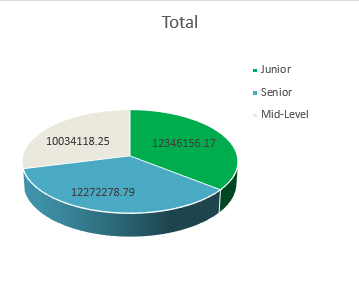 Total
Junior
Senior
Mid-Level
10034118.25
12346156.17
12272278.79